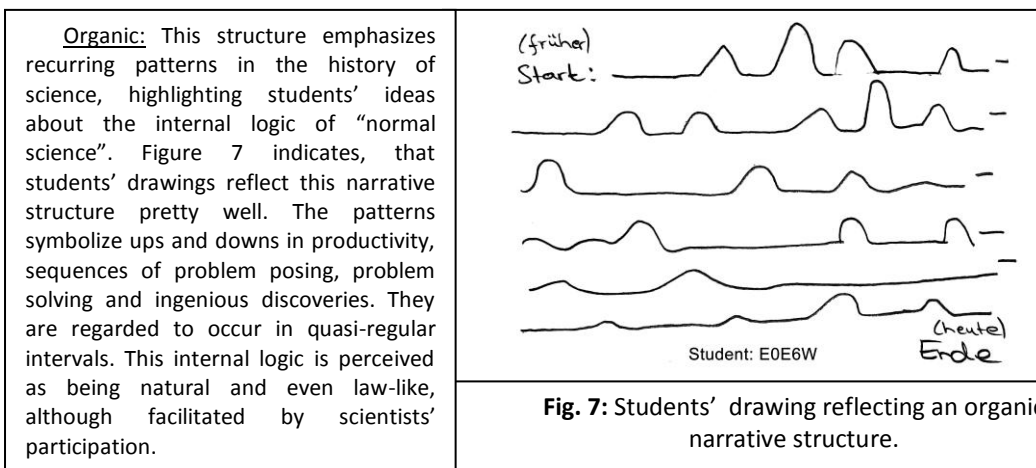 Organic: This structure emphasizes
recurring patterns in the history of
science, highlighting students’ ideas
about the internal logic of “normal
science”. Figure 7 indicates, that
students’ drawings reflect this narrative
structure pretty well. The patterns
symbolize ups and downs in productivity,
sequences of problem posing, problem
solving and ingenious discoveries. They
are regarded to occur in quasi-regular
intervals. This internal logic is perceived
as being natural and even law-like,
although facilitated by scientists’
participation.
(früher)
Start:
(heute)
Ende
Student: E0E6W
Fig. 7: Students’ drawing reflecting an organic
narrative structure.